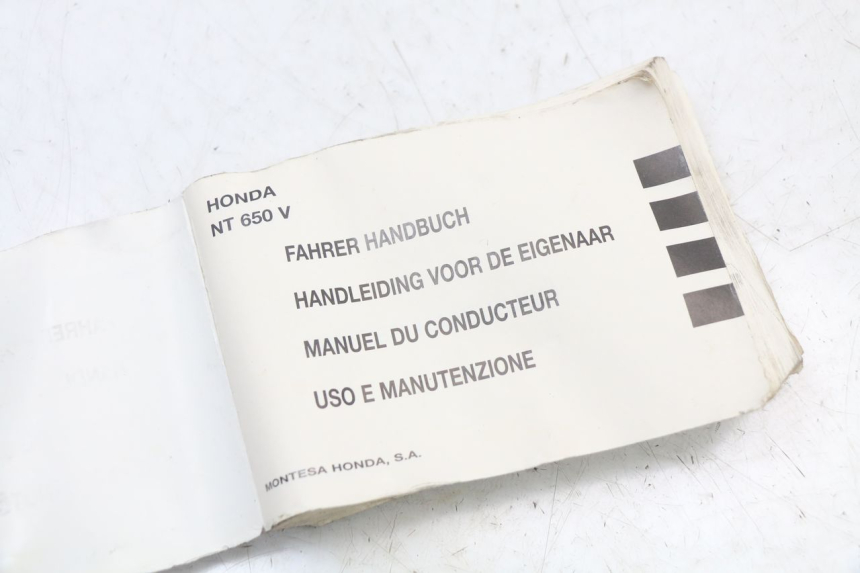 HONDA
NT 650 V
FAHRER HANDBUCH
HANDLEIDING VOOR DE EIGENAAR
MANUEL DU CONDUCTEUR
USO E MANUTENZIONE
MONTESA HONDA, S.A.